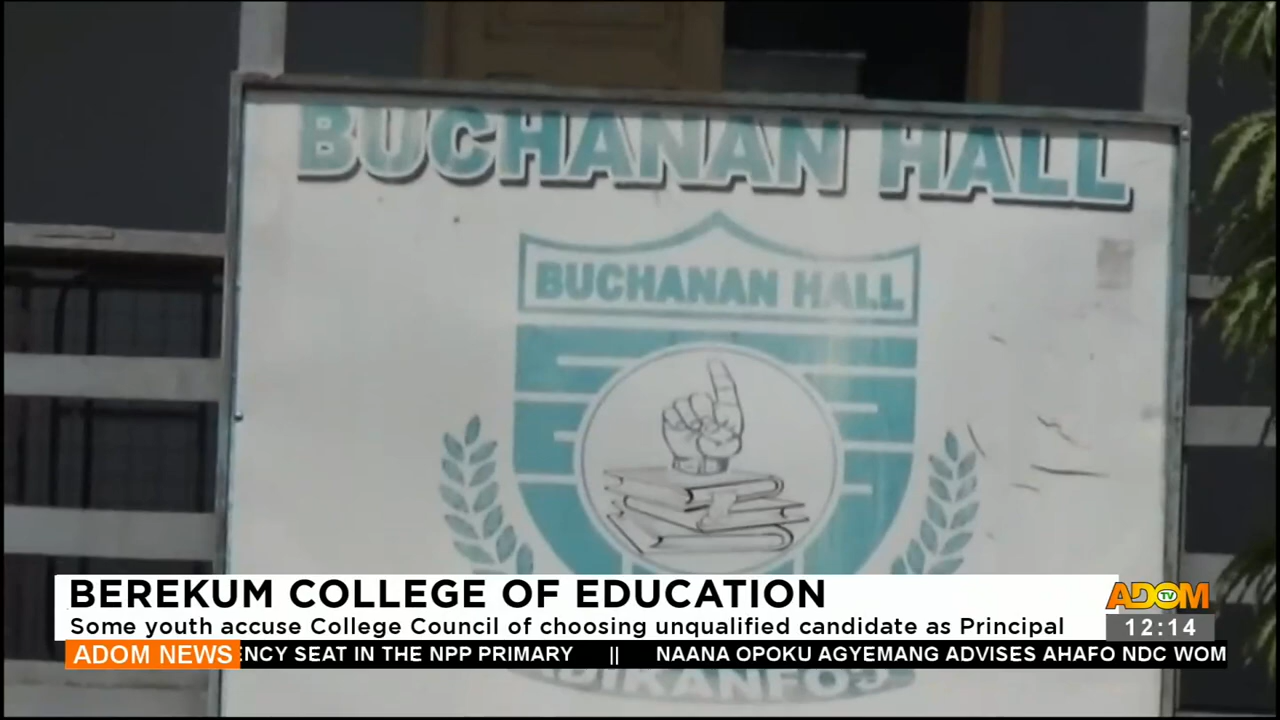 BUCHANAN HALL
BUCHANAN HALL
BEREKUM COLLEGE OF EDUCATION
Some youth accuse College Council of choosing unqualified candidate as Principal
ADOM TV
12:14
ADOM NEWS
ENCY SEAT IN THE NPP PRIMARY || NAANA OPOKU AGYEMANG ADVISES AHAFO NDC WOM